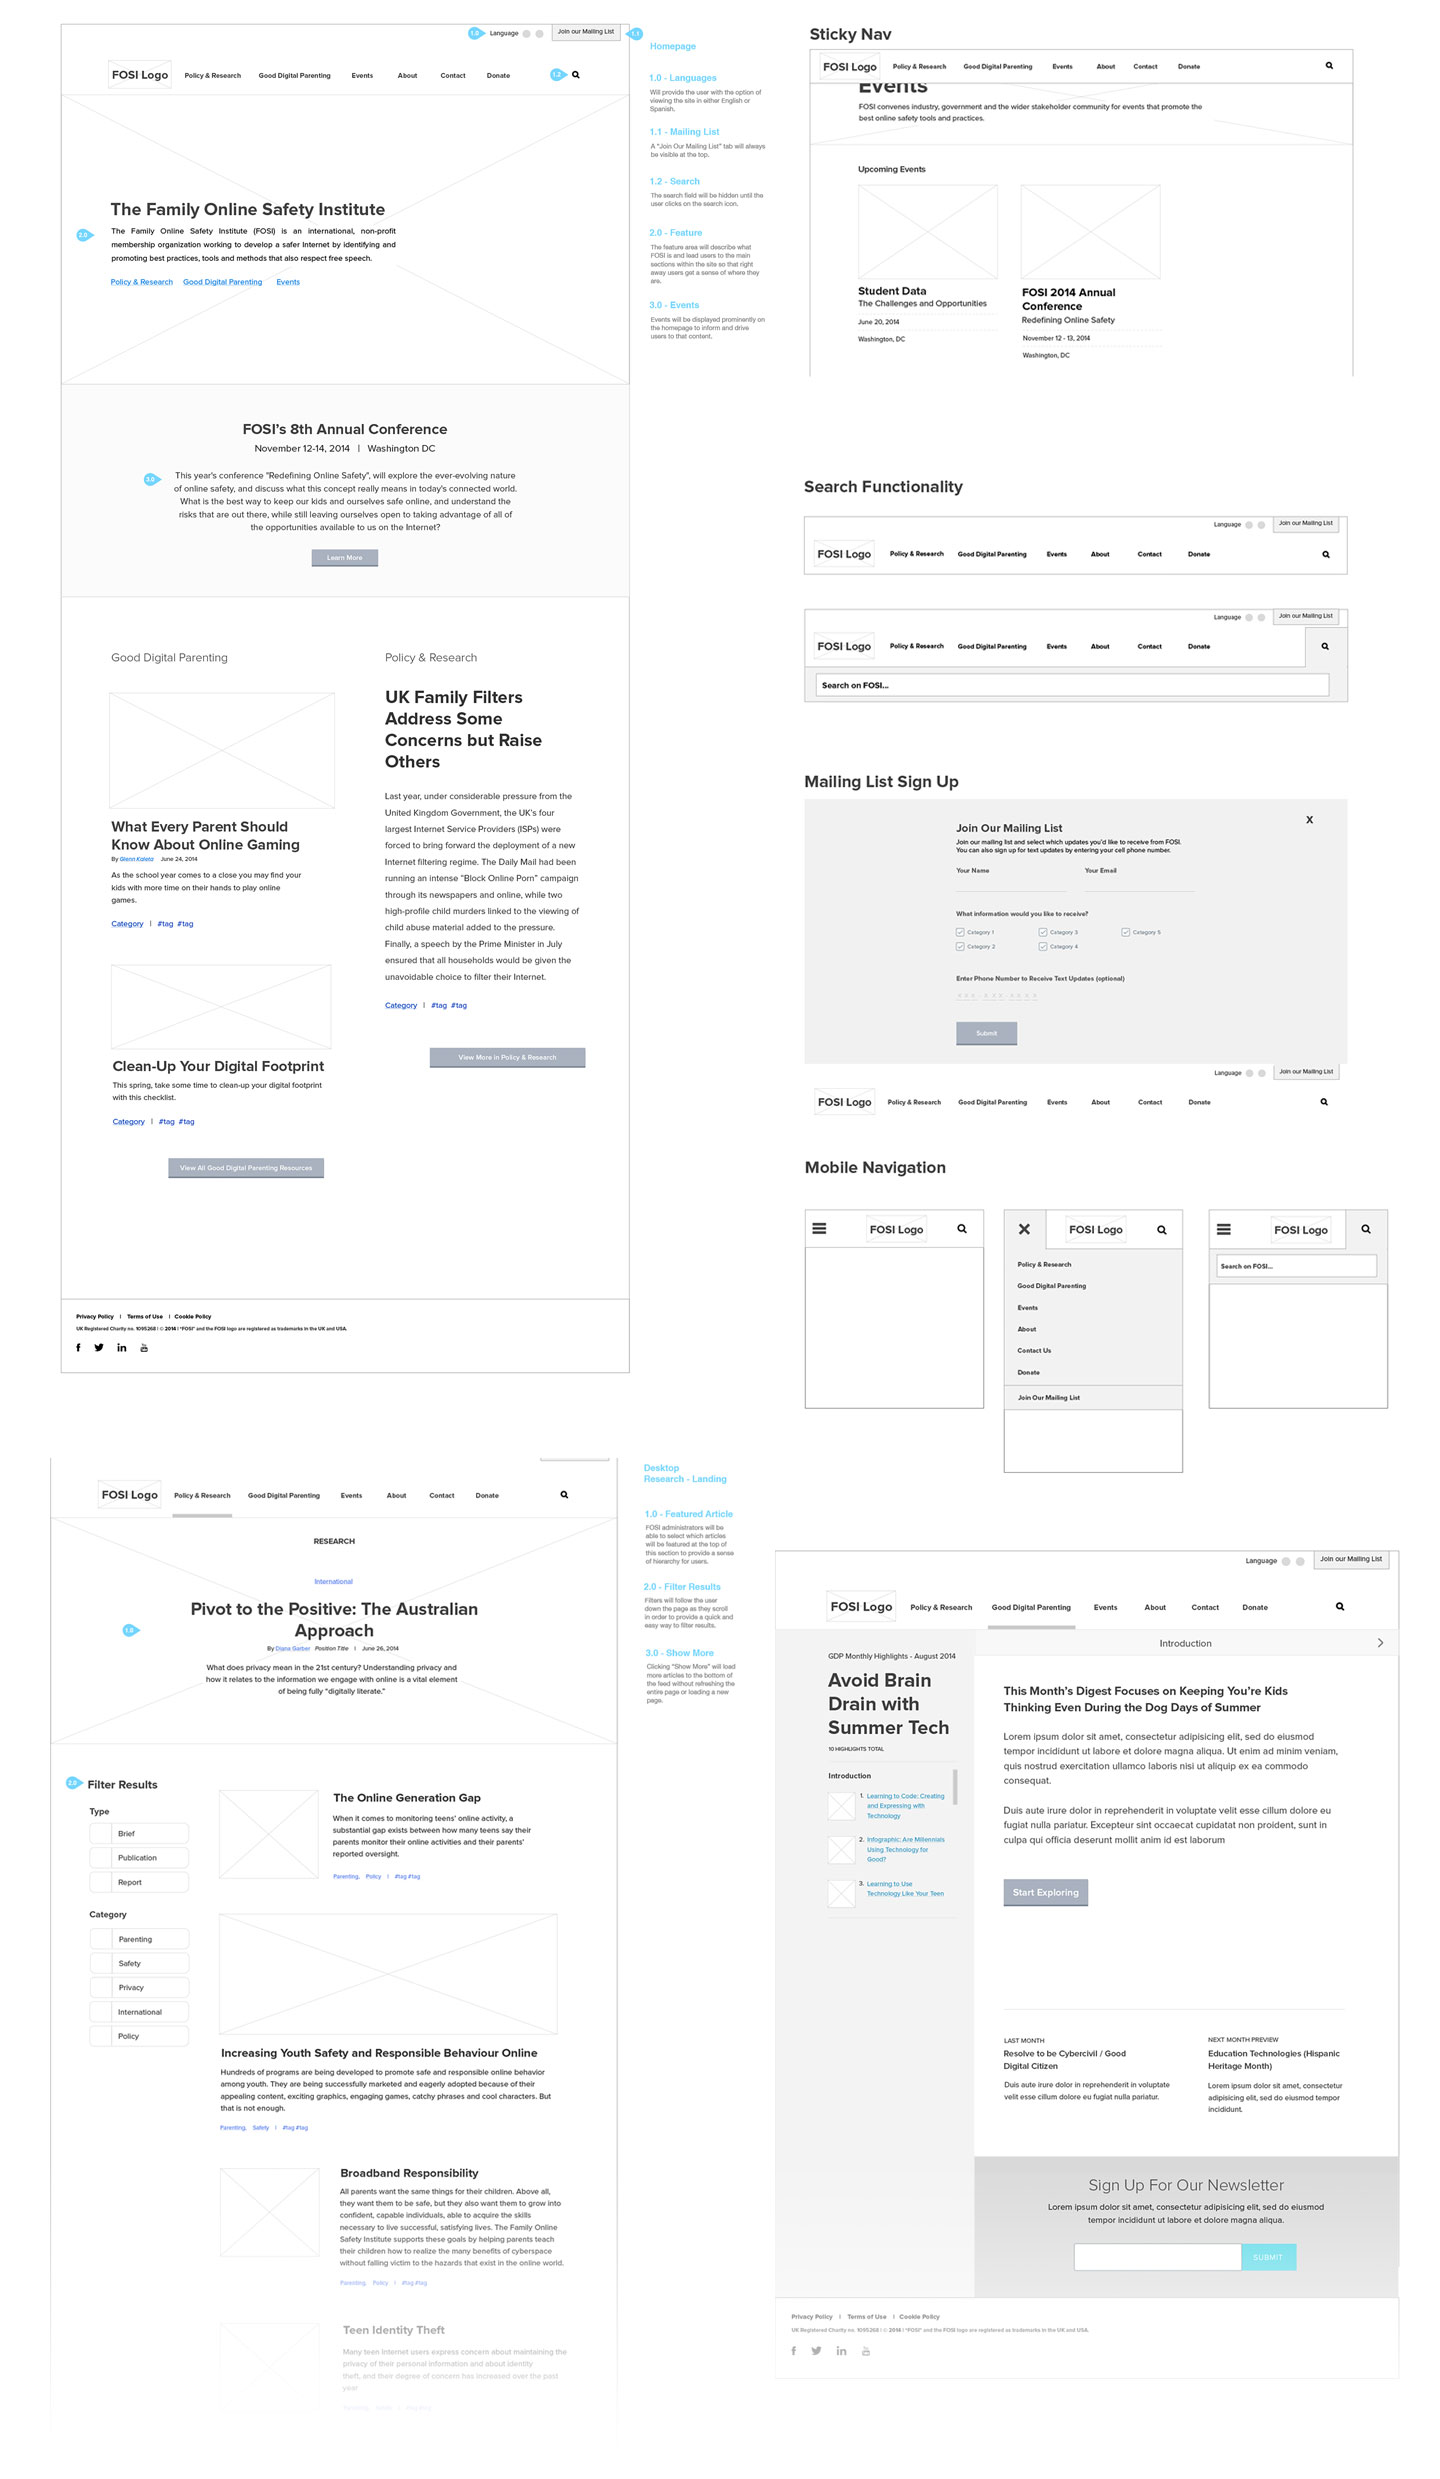 1.0
Language
Join our Mailing List
1.1
FOSI Logo
Policy & Research
Good Digital Parenting
Events
About
Contact
Donate
1.2
The Family Online Safety Institute
2.0
The Family Online Safety Institute (FOSI) is an international, non-profit
membership organization working to develop a safer Internet by identifying and
promoting best practices, tools and methods that also respect free speech.
Policy & Research Good Digital Parenting Events
FOSI's 8th Annual Conference
November 12-14, 2014 | Washington DC
3.0
This year's conference "Redefining Online Safety", will explore the ever-evolving nature
of online safety, and discuss what this concept really means in today's connected world.
What is the best way to keep our kids and ourselves safe online, and understand the
risks that are out there, while still leaving ourselves open to taking advantage of all of
the opportunities available to us on the Internet?
Learn More
Good Digital Parenting
What Every Parent Should
Know About Online Gaming
By Glenn Kaleta June 24, 2014
As the school year comes to a close you may find your
kids with more time on their hands to play online
games.
Category | #tag #tag
Clean-Up Your Digital Footprint
This spring, take some time to clean-up your digital footprint
with this checklist.
Category | #tag #tag
View All Good Digital Parenting Resources
Policy & Research
UK Family Filters
Address Some
Concerns but Raise
Others
Last year, under considerable pressure from the
United Kingdom Government, the UK's four
largest Internet Service Providers (ISPs) were
forced to bring forward the deployment of a new
Internet filtering regime. The Daily Mail had been
running an intense "Block Online Porn" campaign
through its newspapers and online, while two
high-profile child murders linked to the viewing of
child abuse material added to the pressure.
Finally, a speech by the Prime Minister in July
ensured that all households would be given the
unavoidable choice to filter their Internet.
Category | #tag #tag
View More in Policy & Research
Privacy Policy | Terms of Use | Cookie Policy
UK Registered Charity no. 1095268 | © 2014 | "FOSI" and the FOSI logo are registered as trademarks in the UK and USA.
Homepage
1.0 - Languages
Will provide the user with the option of
viewing the site in either English or
Spanish.
1.1 - Mailing List
A "Join Our Mailing List" tab will always
be visible at the top.
1.2 - Search
The search field will be hidden until the
user clicks on the search icon.
2.0 - Feature
The feature area will describe what
FOSI is and lead users to the main
sections within the site so that right
away users get a sense of where they
are.
3.0 - Events
Events will be displayed prominently on
the homepage to inform and drive
users to that content.
Sticky Nav
FOSI Logo
Policy & Research
Good Digital Parenting
Events
About
Contact
Donate
Events
FOSI convenes industry, government and the wider stakeholder community for events that promote the
best online safety tools and practices.
Upcoming Events
Student Data
The Challenges and Opportunities
June 20, 2014
Washington, DC
FOSI 2014 Annual
Conference
Redefining Online Safety
November 12 - 13, 2014
Washington, DC
Search Functionality
Language
Join our Mailing List
FOSI Logo
Policy & Research
Good Digital Parenting
Events
About
Contact
Donate
Language
Join our Mailing List
FOSI Logo
Policy & Research
Good Digital Parenting
Events
About
Contact
Donate
Search on FOSI...
Mailing List Sign Up
X
Join Our Mailing List
Join our mailing list and select which updates you'd like to receive from FOSI.
You can also sign up for text updates by entering your cell phone number.
Your Name
Your Email
What information would you like to receive?
Category 1 Category 3 Category 5
Category 2 Category 4
Enter Phone Number to Receive Text Updates (optional)
X X X - X X X - X X X X
Submit
Language
Join our Mailing List
FOSI Logo
Policy & Research
Good Digital Parenting
Events
About
Contact
Donate
Mobile Navigation
FOSI Logo
FOSI Logo
Policy & Research
Good Digital Parenting
Events
About
Contact Us
Donate
Join Our Mailing List
FOSI Logo
Search on FOSI...
FOSI Logo
Policy & Research
Good Digital Parenting
Events
About
Contact
Donate
RESEARCH
International
1.0
Pivot to the Positive: The Australian
Approach
By Diana Garber Position Title | June 26, 2014
What does privacy mean in the 21st century? Understanding privacy and
how it relates to the information we engage with online is a vital element
of being fully "digitally literate."
2.0
Filter Results
Type
Brief
Publication
Report
Category
Parenting
Safety
Privacy
International
Policy
The Online Generation Gap
When it comes to monitoring teens' online activity, a
substantial gap exists between how many teens say their
parents monitor their online activities and their parents'
reported oversight.
Parenting, Policy | #tag #tag
Increasing Youth Safety and Responsible Behaviour Online
Hundreds of programs are being developed to promote safe and responsible online behavior
among youth. They are being successfully marketed and eagerly adopted because of their
appealing content, exciting graphics, engaging games, catchy phrases and cool characters. But
that is not enough.
Parenting, Safety | #tag #tag
Broadband Responsibility
All parents want the same things for their children. Above all,
they want them to be safe, but they also want them to grow into
confident, capable individuals, able to acquire the skills
necessary to live successful, satisfying lives. The Family Online
Safety Institute supports these goals by helping parents teach
their children how to realize the many benefits of cyberspace
without falling victim to the hazards that exist in the online world.
Parenting, Policy | #tag #tag
Teen Identity Theft
Many teen Internet users express concern about maintaining the
privacy of their personal information and about identity
theft, and their degree of concern has increased over the past
year
Desktop
Research - Landing
1.0 - Featured Article
FOSI administrators will be
able to select which articles
will be featured at the top of
this section to provide a sense
of hierarchy for users.
2.0 - Filter Results
Filters will follow the user
down the page as they scroll
in order to provide a quick and
easy way to filter results.
3.0 - Show More
Clicking "Show More" will load
more articles to the bottom of
the feed without refreshing the
entire page or loading a new
page.
Language
Join our Mailing List
FOSI Logo
Policy & Research
Good Digital Parenting
Events
About
Contact
Donate
GDP Monthly Highlights - August 2014
Avoid Brain
Drain with
Summer Tech
10 HIGHLIGHTS TOTAL
Introduction
1. Learning to Code: Creating
and Expressing with
Technology
2. Infographic: Are Millennials
Using Technology for
Good?
3. Learning to Use
Technology Like Your Teen
Introduction
This Month's Digest Focuses on Keeping You're Kids
Thinking Even During the Dog Days of Summer
Lorem ipsum dolor sit amet, consectetur adipisicing elit, sed do eiusmod
tempor incididunt ut labore et dolore magna aliqua. Ut enim ad minim veniam,
quis nostrud exercitation ullamco laboris nisi ut aliquip ex ea commodo
consequat.
Duis aute irure dolor in reprehenderit in voluptate velit esse cillum dolore eu
fugiat nulla pariatur. Excepteur sint occaecat cupidatat non proident, sunt in
culpa qui officia deserunt mollit anim id est laborum
Start Exploring
LAST MONTH
Resolve to be Cybercivil / Good
Digital Citizen
Duis aute irure dolor in reprehenderit in voluptate
velit esse cillum dolore eu fugiat nulla pariatur.
NEXT MONTH PREVIEW
Education Technologies (Hispanic
Heritage Month)
Lorem ipsum dolor sit amet, consectetur
adipisicing elit, sed do eiusmod tempor
incididunt.
Sign Up For Our Newsletter
Lorem ipsum dolor sit amet, consectetur adipisicing elit, sed do eiusmod
tempor incididunt ut labore et dolore magna aliqua.
SUBMIT
Privacy Policy | Terms of Use | Cookie Policy
UK Registered Charity no. 1095268 | © 2014 | "FOSI" and the FOSI logo are registered as trademarks in the UK and USA.